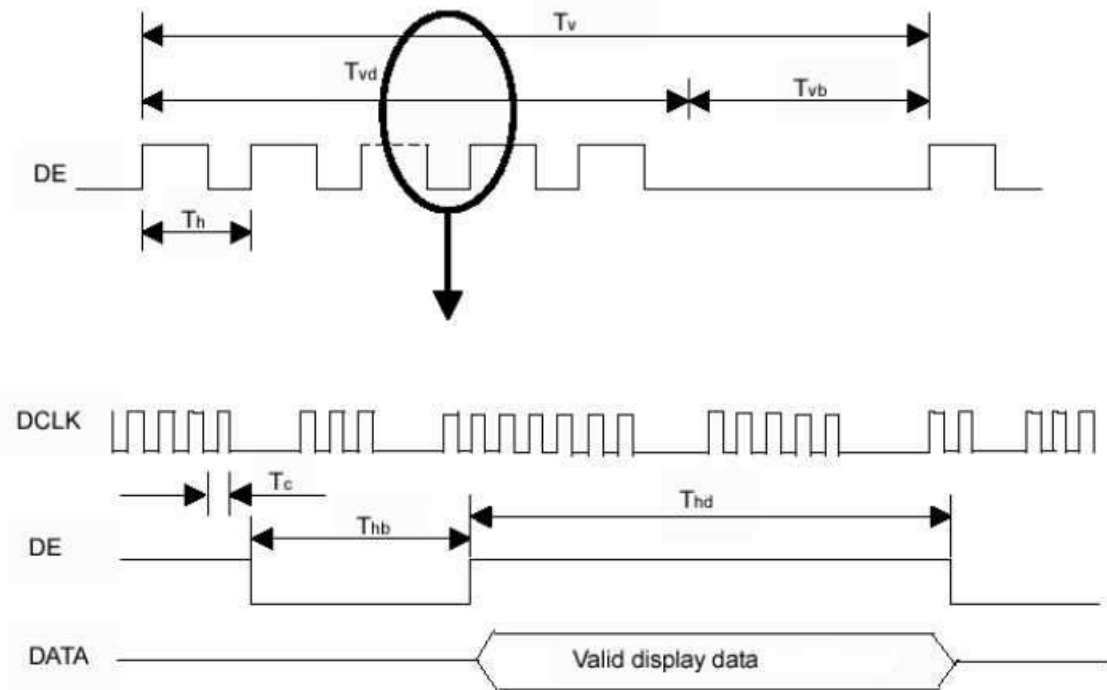 Tv
Tvd
Tvb
DE
Th
DCLK
Tc
Thb
Thd
DE
DATA
Valid display data